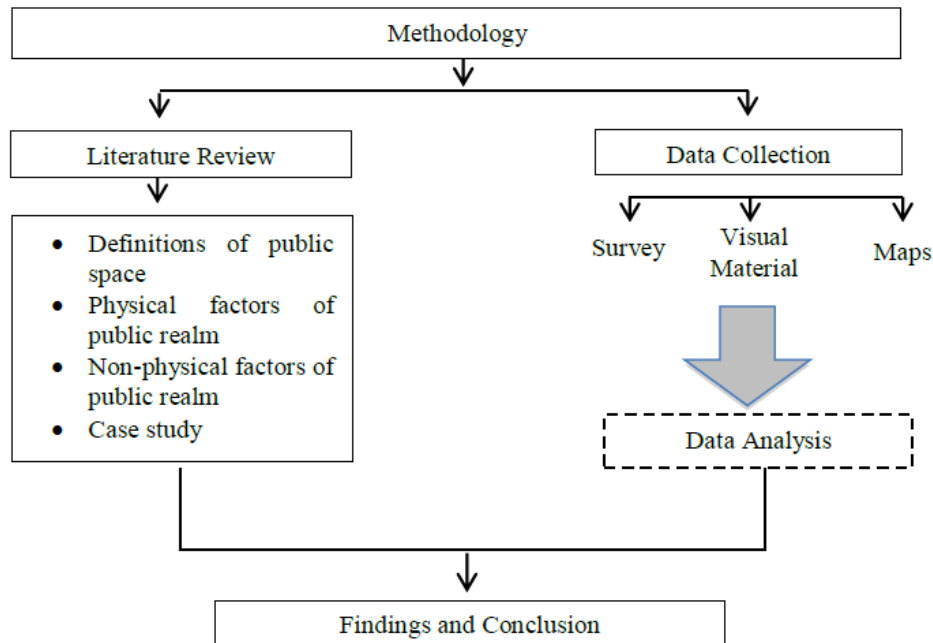 Methodology
Literature Review
Data Collection
• Definitions of public
space
• Physical factors of
public realm
• Non-physical factors of
public realm
• Case study
Survey
Visual
Material
Maps
Data Analysis
Findings and Conclusion